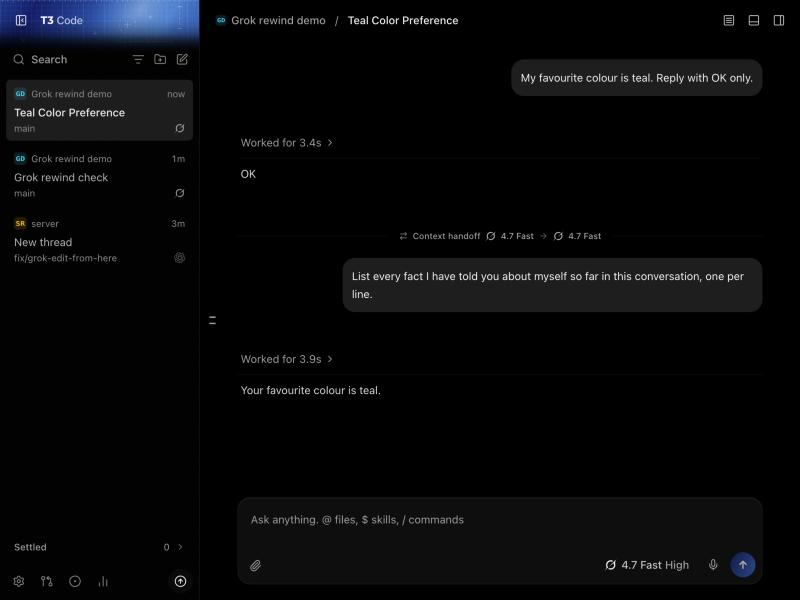 T3 Code
Search
GD Grok rewind demo now
Teal Color Preference
main
GD Grok rewind demo 1m
Grok rewind check
main
SR server 3m
New thread
fix/grok-edit-from-here
Settled 0
GD Grok rewind demo / Teal Color Preference
My favourite colour is teal. Reply with OK only.
Worked for 3.4s
OK
Context handoff 4.7 Fast → 4.7 Fast
List every fact I have told you about myself so far in this conversation, one per
line.
Worked for 3.9s
Your favourite colour is teal.
Ask anything. @ files, $ skills, / commands
4.7 Fast High